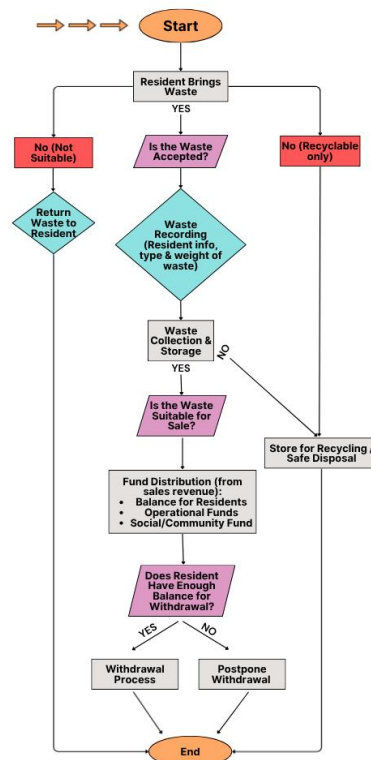 Start
Resident Brings
Waste
YES
No (Not
Suitable)
Is the Waste
Accepted?
No (Recyclable
only)
Return
Waste to
Resident
Waste
Recording
(Resident info,
type & weight of
waste)
Waste
Collection &
Storage
NO
YES
Is the Waste
Suitable for
Sale?
Store for Recycling /
Safe Disposal
Fund Distribution (from
sales revenue):
• Balance for Residents
• Operational Funds
• Social/Community Fund
Does Resident
Have Enough
Balance for
Withdrawal?
YES
NO
Withdrawal
Process
Postpone
Withdrawal
End